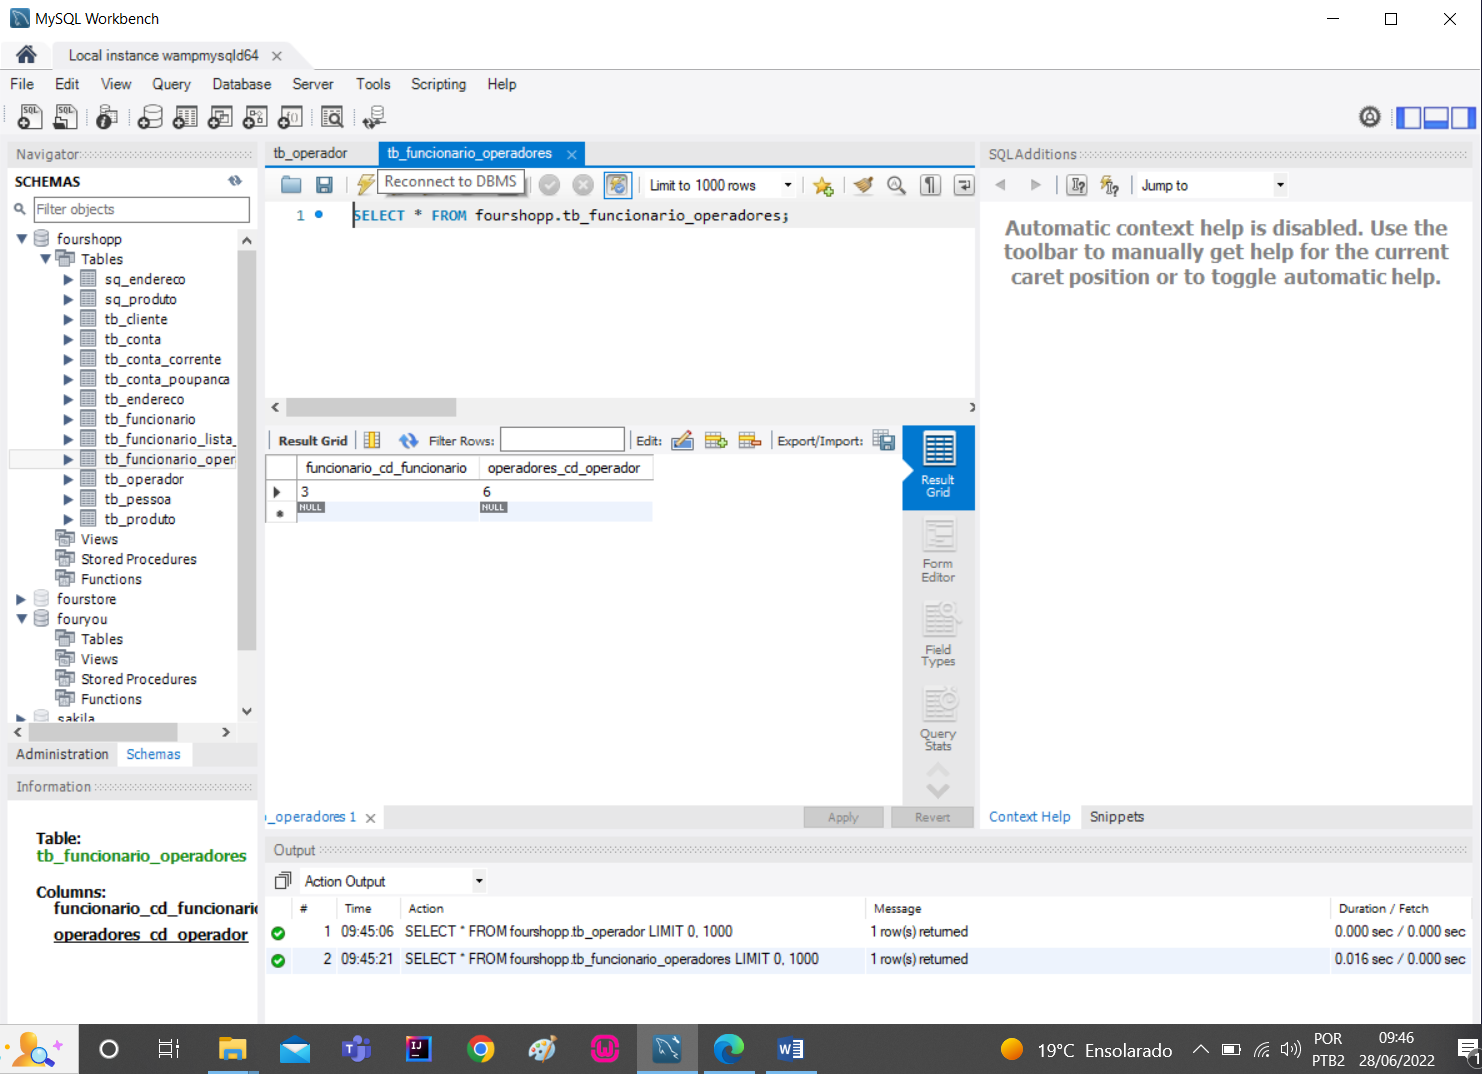 MySQL Workbench
Local instance wampmysqld64
File Edit View Query Database Server Tools Scripting Help
Navigator
SCHEMAS
Filter objects
fourshopp
Tables
sq_endereco
sq_produto
tb_cliente
tb_conta
tb_conta_corrente
tb_conta_poupanca
tb_endereco
tb_funcionario
tb_funcionario_lista_
tb_funcionario_oper
tb_operador
tb_pessoa
tb_produto
Views
Stored Procedures
Functions
fourstore
fouryou
Tables
Views
Stored Procedures
Functions
sakila
Administration Schemas
Information
Table:
tb_funcionario_operadores
Columns:
funcionario_cd_funcionario
operadores_cd_operador
tb_operador tb_funcionario_operadores
Reconnect to DBMS
Limit to 1000 rows
1 SELECT * FROM fourshopp.tb_funcionario_operadores;
Result Grid Filter Rows: Edit: Export/Import:
funcionario_cd_funcionario operadores_cd_operador
3 6
NULL NULL
Result Grid
Form Editor
Field Types
Query Stats
_operadores 1
Apply Revert
SQLAdditions
Jump to
Automatic context help is disabled. Use the
toolbar to manually get help for the current
caret position or to toggle automatic help.
Context Help Snippets
Output
Action Output
# Time Action Message Duration / Fetch
1 09:45:06 SELECT * FROM fourshopp.tb_operador LIMIT 0, 1000 1 row(s) returned 0.000 sec / 0.000 sec
2 09:45:21 SELECT * FROM fourshopp.tb_funcionario_operadores LIMIT 0, 1000 1 row(s) returned 0.016 sec / 0.000 sec
19°C Ensolarado
POR
PTB2
09:46
28/06/2022
1